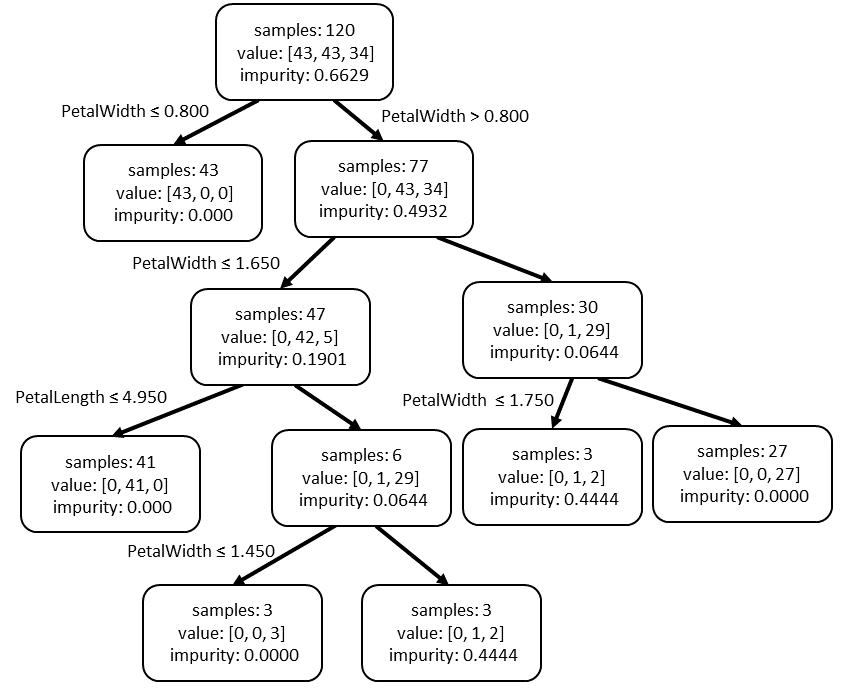 samples: 120
value: [43, 43, 34]
impurity: 0.6629
PetalWidth ≤ 0.800
PetalWidth > 0.800
samples: 43
value: [43, 0, 0]
impurity: 0.000
samples: 77
value: [0, 43, 34]
impurity: 0.4932
PetalWidth ≤ 1.650
samples: 47
value: [0, 42, 5]
impurity: 0.1901
samples: 30
value: [0, 1, 29]
impurity: 0.0644
PetalLength ≤ 4.950
PetalWidth ≤ 1.750
samples: 41
value: [0, 41, 0]
impurity: 0.000
samples: 6
value: [0, 1, 29]
impurity: 0.0644
samples: 3
value: [0, 1, 2]
impurity: 0.4444
samples: 27
value: [0, 0, 27]
impurity: 0.0000
PetalWidth ≤ 1.450
samples: 3
value: [0, 0, 3]
impurity: 0.0000
samples: 3
value: [0, 1, 2]
impurity: 0.4444